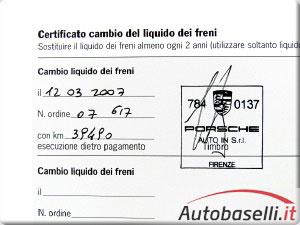 Certificato cambio del liquido dei freni
Sostituire il liquido dei freni almeno ogni 2 anni (utilizzare soltanto liquido
Cambio liquido dei freni
il 12 03 2007
N. ordine 07 617
con km 39490
esecuzione dietro pagamento
784 0137
PORSCHE
AUTO IN S.r.l.
Timbro
FIRENZE
Cambio liquido dei freni
il
N. ordine
Autobaselli.it